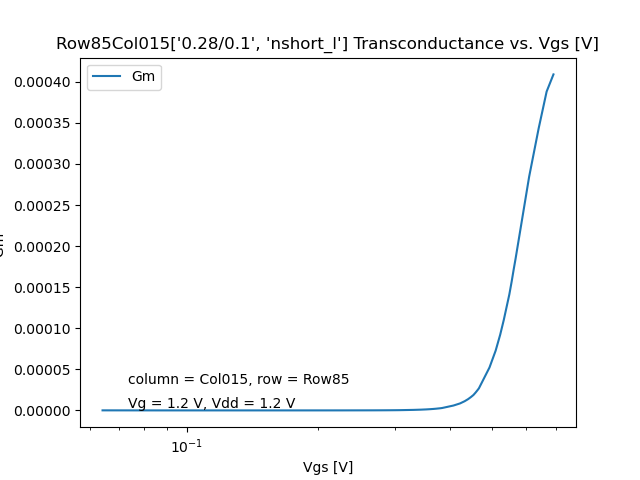 Row85Col015['0.28/0.1', 'nshort_l'] Transconductance vs. Vgs [V]
Gm
0.00040
0.00035
0.00030
0.00025
0.00020
0.00015
0.00010
0.00005
0.00000
column = Col015, row = Row85
Vg = 1.2 V, Vdd = 1.2 V
10⁻¹
Vgs [V]